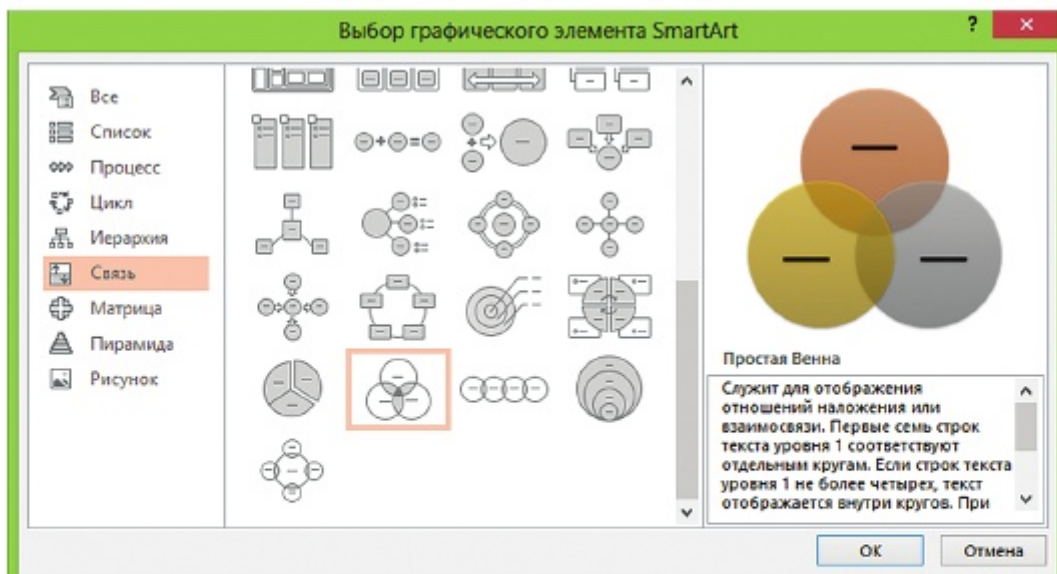 Выбор графического элемента SmartArt
?
×
Все
Список
Процесс
Цикл
Иерархия
Связь
Матрица
Пирамида
Рисунок
Простая Венна
Служит для отображения
отношений наложения или
взаимосвязи. Первые семь строк
текста уровня 1 соответствуют
отдельным кругам. Если строк текста
уровня 1 не более четырех, текст
отображается внутри кругов. При
ОК
Отмена